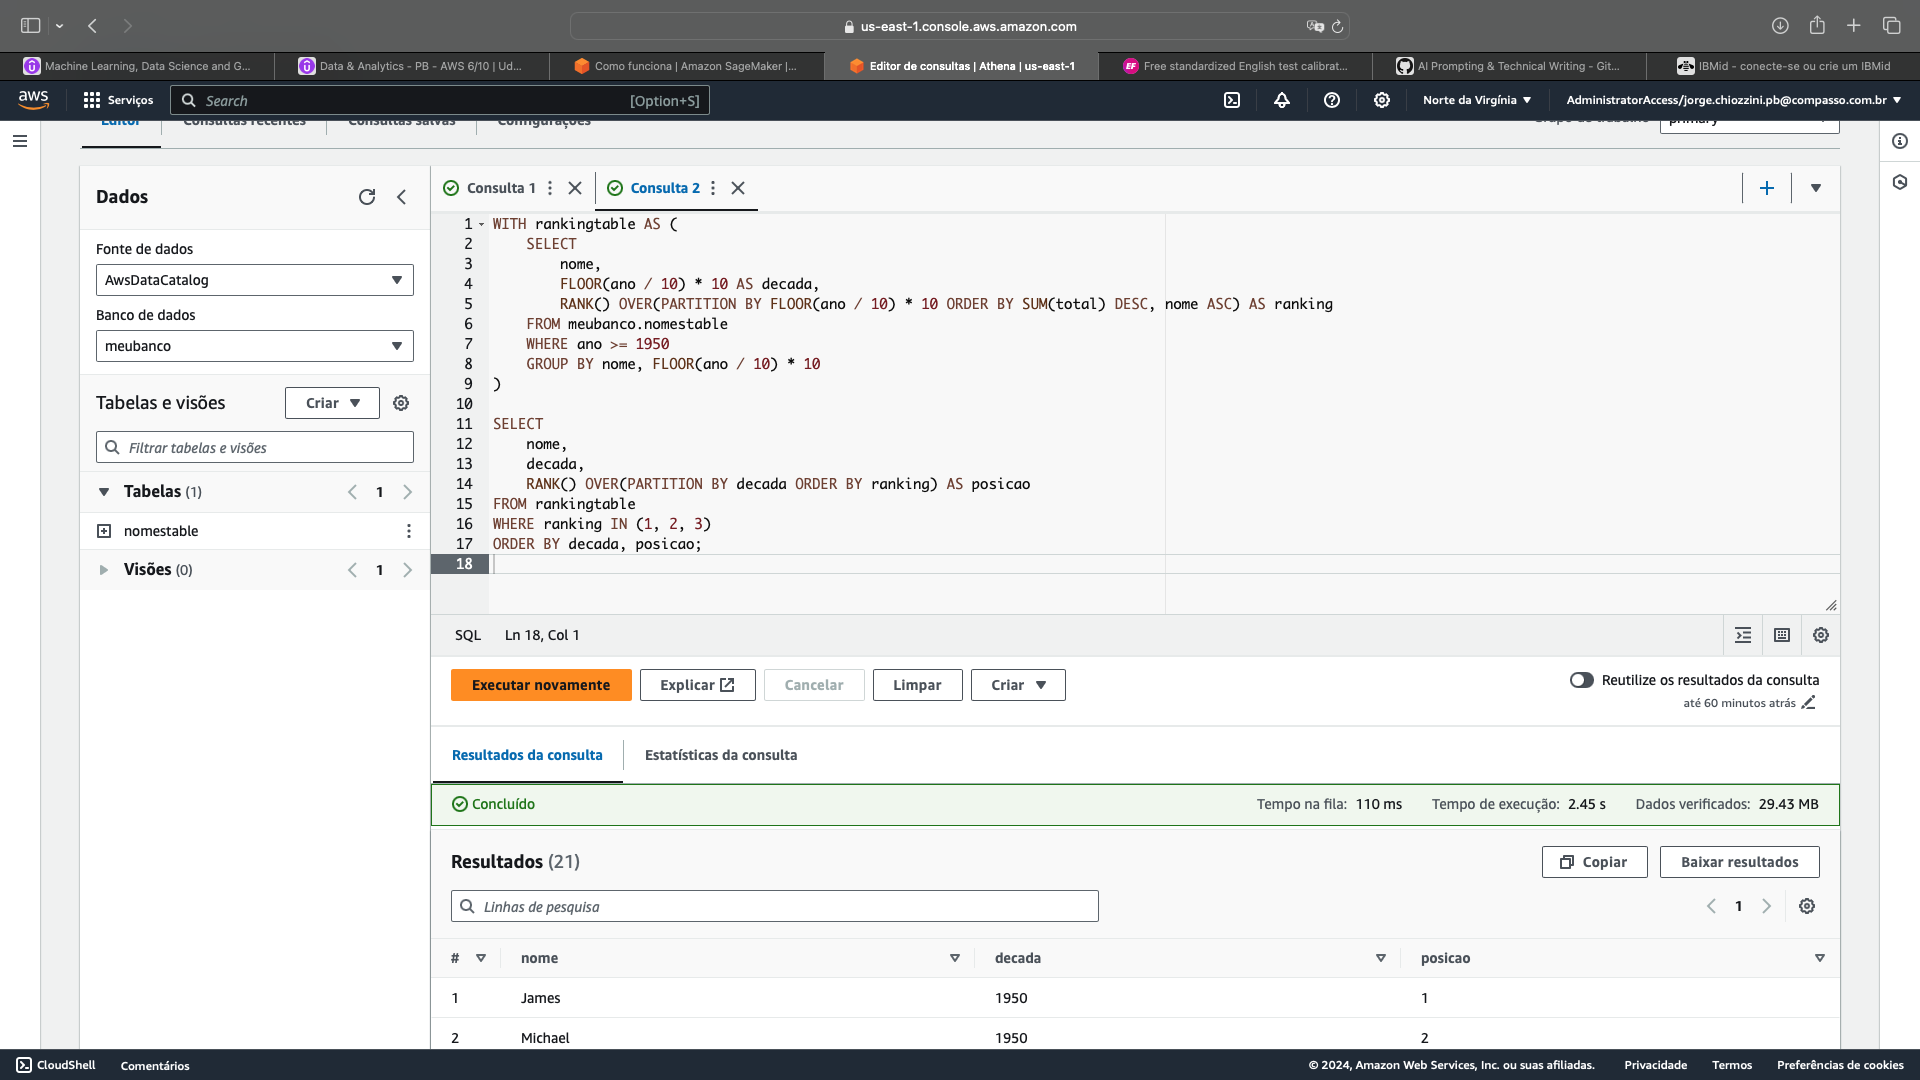 us-east-1.console.aws.amazon.com
Machine Learning, Data Science and G...
Data & Analytics - PB - AWS 6/10 | Ud...
Como funciona | Amazon SageMaker |...
Editor de consultas | Athena | us-east-1
EF Free standardized English test calibrat...
AI Prompting & Technical Writing - Git...
IBMid - conecte-se ou crie um IBMid
aws
Serviços
Search
[Option+S]
Norte da Virgínia
AdministratorAccess/jorge.chiozzini.pb@compasso.com.br
Editor
Consultas recentes
Consultas salvas
Configurações
Grupo de trabalho
primary
Dados
Fonte de dados
AwsDataCatalog
Banco de dados
meubanco
Tabelas e visões
Criar
Filtrar tabelas e visões
Tabelas (1)
1
nomestable
Visões (0)
1
Consulta 1
Consulta 2
1 WITH rankingtable AS (
2 SELECT
3 nome,
4 FLOOR(ano / 10) * 10 AS decada,
5 RANK() OVER(PARTITION BY FLOOR(ano / 10) * 10 ORDER BY SUM(total) DESC, nome ASC) AS ranking
6 FROM meubanco.nomestable
7 WHERE ano >= 1950
8 GROUP BY nome, FLOOR(ano / 10) * 10
9 )
10
11 SELECT
12 nome,
13 decada,
14 RANK() OVER(PARTITION BY decada ORDER BY ranking) AS posicao
15 FROM rankingtable
16 WHERE ranking IN (1, 2, 3)
17 ORDER BY decada, posicao;
18
SQL Ln 18, Col 1
Executar novamente
Explicar
Cancelar
Limpar
Criar
Reutilize os resultados da consulta
até 60 minutos atrás
Resultados da consulta
Estatísticas da consulta
Concluído
Tempo na fila: 110 ms
Tempo de execução: 2.45 s
Dados verificados: 29.43 MB
Resultados (21)
Copiar
Baixar resultados
Linhas de pesquisa
1
# nome decada posicao
1 James 1950 1
2 Michael 1950 2
CloudShell
Comentários
© 2024, Amazon Web Services, Inc. ou suas afiliadas.
Privacidade
Termos
Preferências de cookies